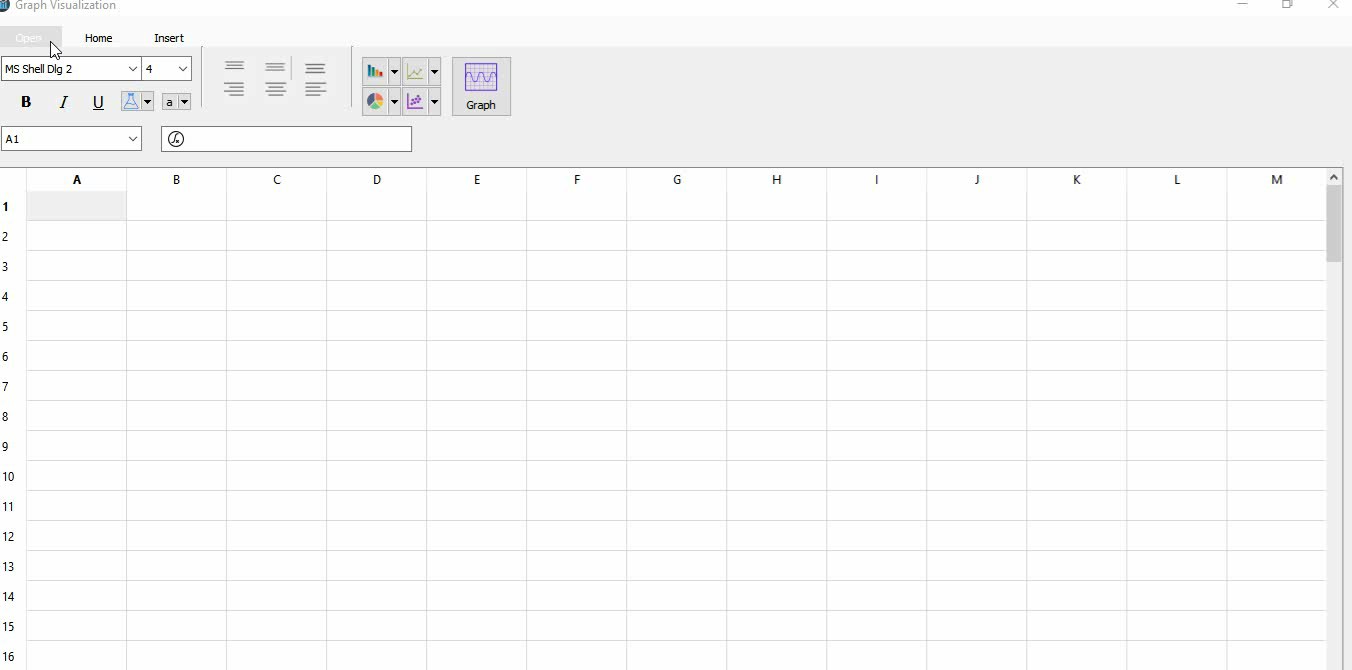 Graph Visualization
Open Home Insert
MS Shell Dlg 2 4
B I U a
Graph
A1
A B C D E F G H I J K L M
1
2
3
4
5
6
7
8
9
10
11
12
13
14
15
16